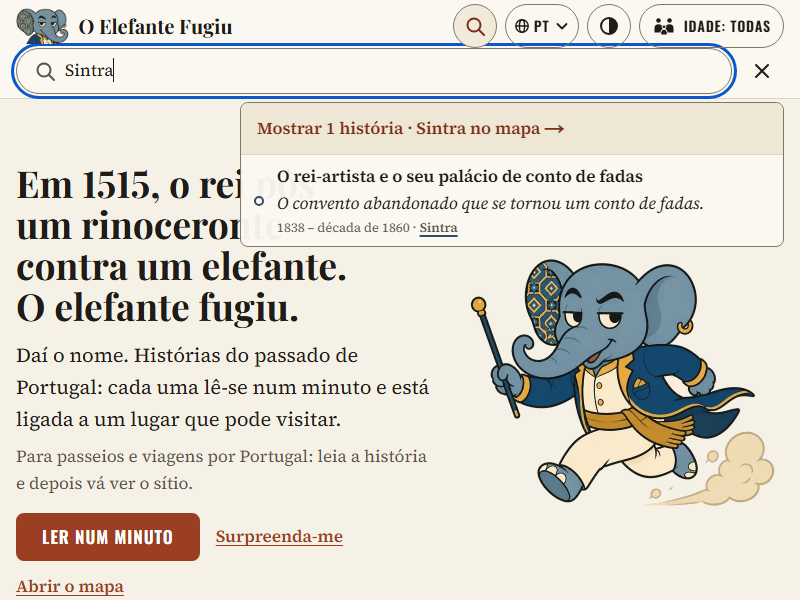 O Elefante Fugiu
PT
IDADE: TODAS
Sintra
Mostrar 1 história · Sintra no mapa →
O rei-artista e o seu palácio de conto de fadas
O convento abandonado que se tornou um conto de fadas.
1838 – década de 1860 · Sintra
Em 1515, o rei pôs
um rinoceronte
contra um elefante.
O elefante fugiu.
Daí o nome. Histórias do passado de
Portugal: cada uma lê-se num minuto e está
ligada a um lugar que pode visitar.
Para passeios e viagens por Portugal: leia a história
e depois vá ver o sítio.
LER NUM MINUTO
Surpreenda-me
Abrir o mapa